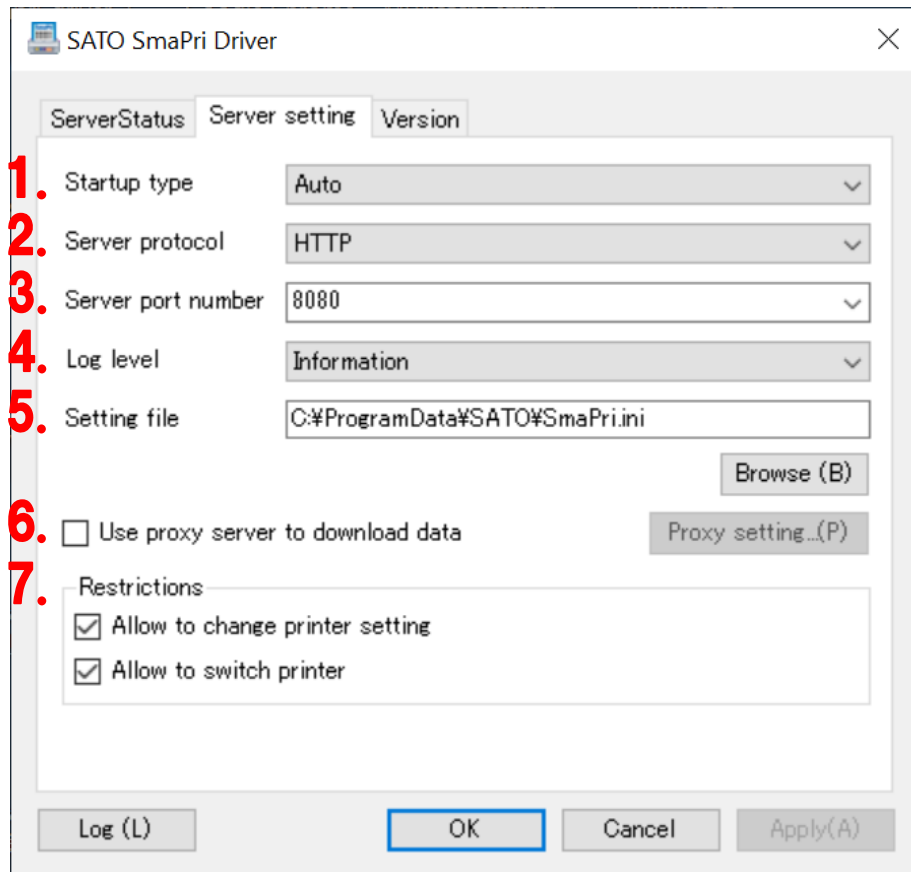 SATO SmaPri Driver
ServerStatus Server setting Version
1. Startup type Auto
2. Server protocol HTTP
3. Server port number 8080
4. Log level Information
5. Setting file C:¥ProgramData¥SATO¥SmaPri.ini
Browse (B)
6. Use proxy server to download data Proxy setting...(P)
7. Restrictions
Allow to change printer setting
Allow to switch printer
Log (L) OK Cancel Apply(A)